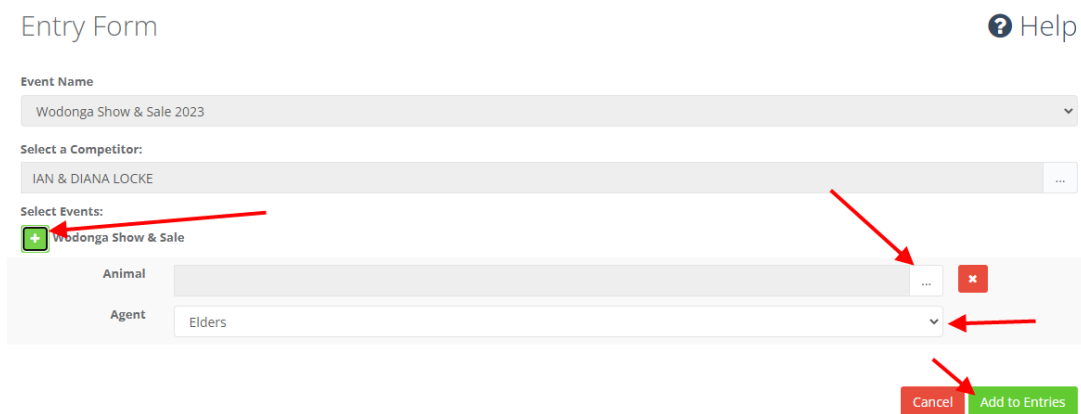 Entry Form
Help
Event Name
Wodonga Show & Sale 2023
Select a Competitor:
IAN & DIANA LOCKE
...
Select Events:
+ Wodonga Show & Sale
Animal
...
Agent
Elders
Cancel
Add to Entries